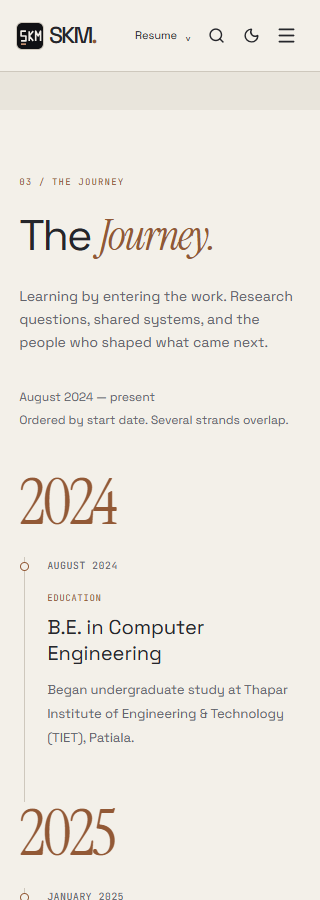 SKM SKM.
Resume
03 / THE JOURNEY
The Journey.
Learning by entering the work. Research
questions, shared systems, and the
people who shaped what came next.
August 2024 — present
Ordered by start date. Several strands overlap.
2024
AUGUST 2024
EDUCATION
B.E. in Computer
Engineering
Began undergraduate study at Thapar
Institute of Engineering & Technology
(TIET), Patiala.
2025
JANUARY 2025